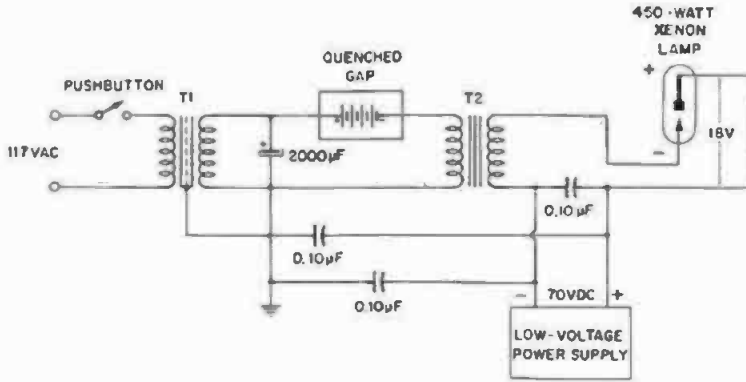 450-WATT
XENON
LAMP
+
QUENCHED
GAP
PUSHBUTTON
T1
T2
18V
-
117VAC
+
2000µF
0.10µF
0.10µF
0.10µF
- 70VDC +
LOW-VOLTAGE
POWER SUPPLY